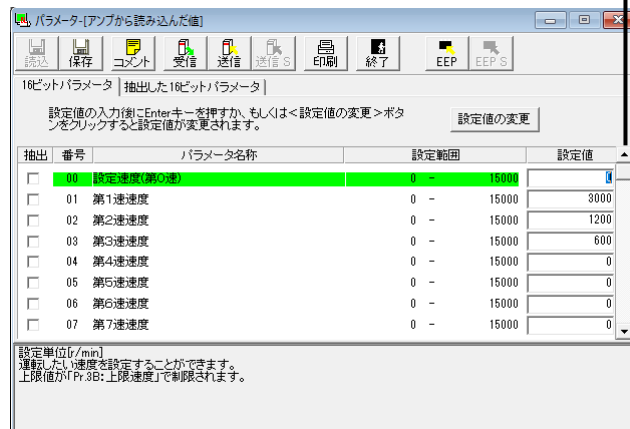 パラメータ-[アンプから読み込んだ値]
読込 保存 コメント 受信 送信 送信 S 印刷 終了 EEP EEP S
16ビットパラメータ 抽出した16ビットパラメータ
設定値の入力後にEnterキーを押すか、もしくは<設定値の変更>ボタ
ンをクリックすると設定値が変更されます。
設定値の変更
抽出 番号 パラメータ名称 設定範囲 設定値
00 設定速度(第0速) 0 - 15000 0
01 第1速速度 0 - 15000 3000
02 第2速速度 0 - 15000 1200
03 第3速速度 0 - 15000 600
04 第4速速度 0 - 15000 0
05 第5速速度 0 - 15000 0
06 第6速速度 0 - 15000 0
07 第7速速度 0 - 15000 0
設定単位[r/min]
運転したい速度を設定することができます。
上限値が「Pr.3B:上限速度」で制限されます。